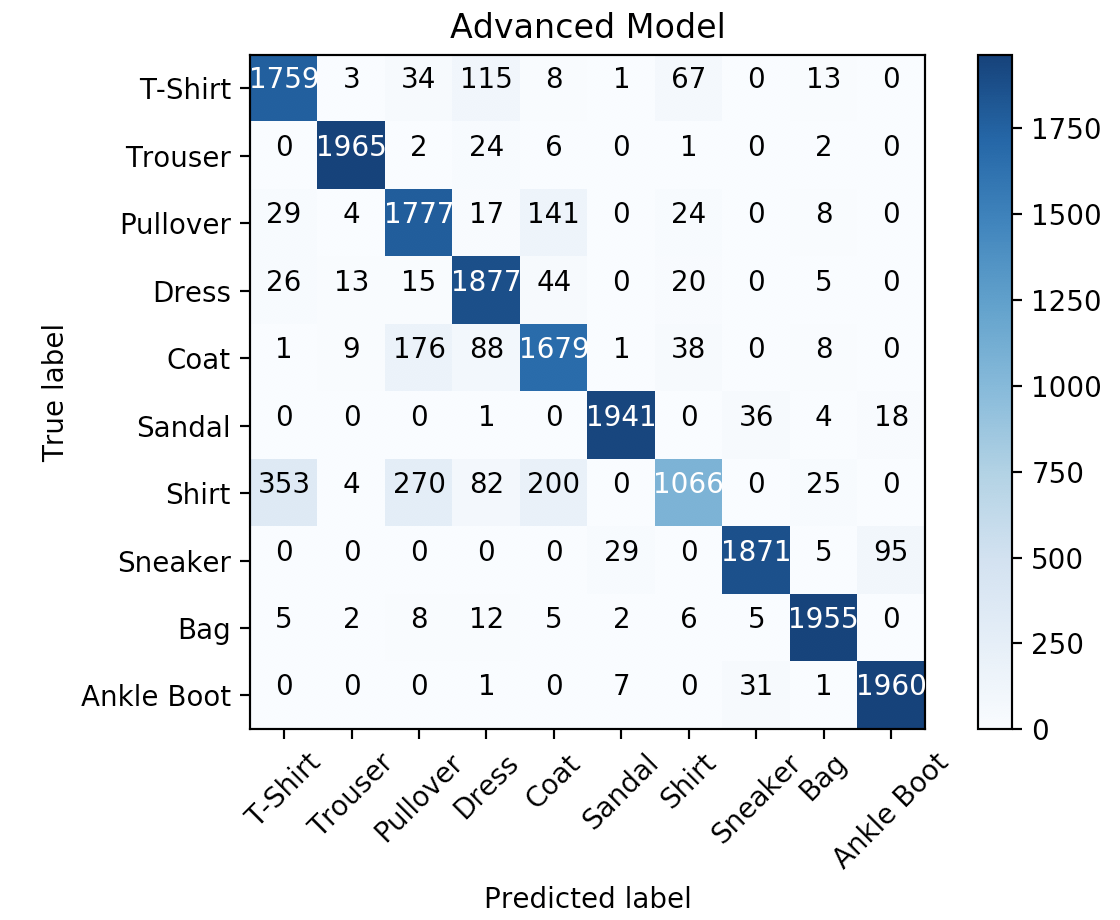 Advanced Model
True label
T-Shirt 1759 3 34 115 8 1 67 0 13 0
Trouser 0 1965 2 24 6 0 1 0 2 0
Pullover 29 4 1777 17 141 0 24 0 8 0
Dress 26 13 15 1877 44 0 20 0 5 0
Coat 1 9 176 88 1679 1 38 0 8 0
Sandal 0 0 0 1 0 1941 0 36 4 18
Shirt 353 4 270 82 200 0 1066 0 25 0
Sneaker 0 0 0 0 0 29 0 1871 5 95
Bag 5 2 8 12 5 2 6 5 1955 0
Ankle Boot 0 0 0 1 0 7 0 31 1 1960
T-Shirt Trouser Pullover Dress Coat Sandal Shirt Sneaker Bag Ankle Boot
Predicted label
1750
1500
1250
1000
750
500
250
0